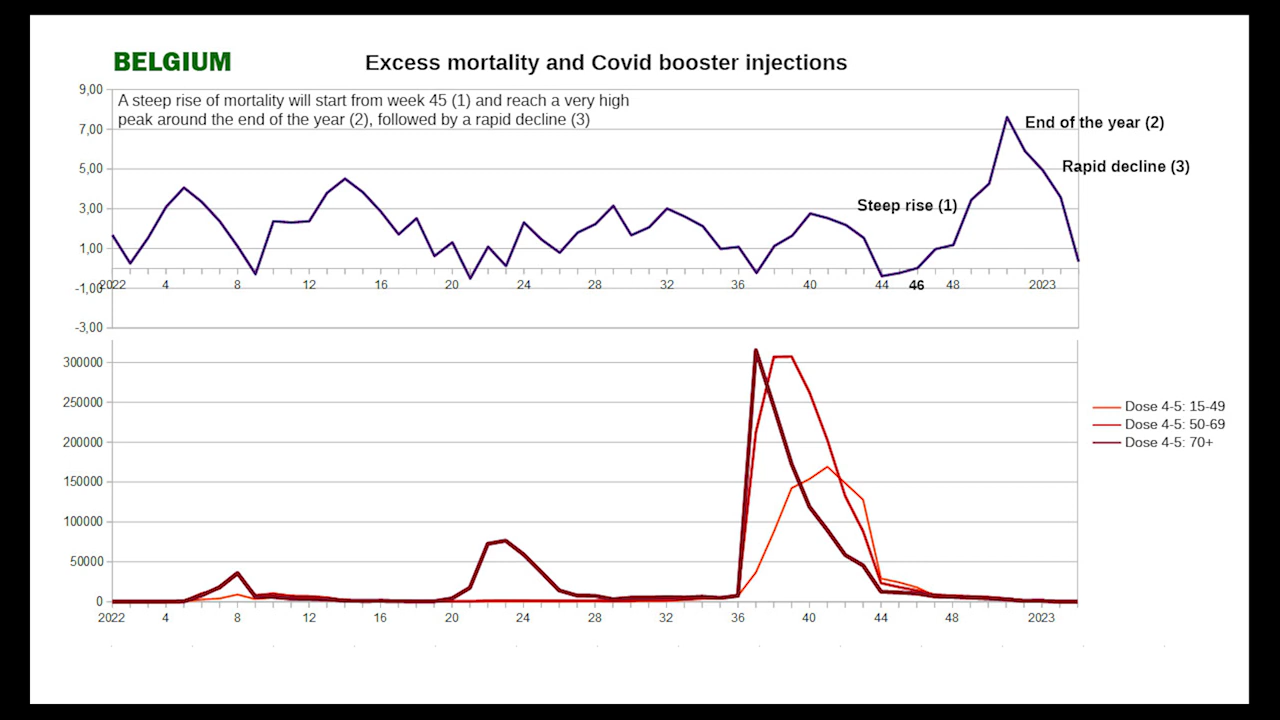 BELGIUM
Excess mortality and Covid booster injections
A steep rise of mortality will start from week 45 (1) and reach a very high
peak around the end of the year (2), followed by a rapid decline (3)
9,00
7,00
5,00
3,00
1,00
-1,00
-3,00
End of the year (2)
Rapid decline (3)
Steep rise (1)
2022 4 8 12 16 20 24 28 32 36 40 44 46 48 2023
300000
250000
200000
150000
100000
50000
0
Dose 4-5: 15-49
Dose 4-5: 50-69
Dose 4-5: 70+
2022 4 8 12 16 20 24 28 32 36 40 44 48 2023